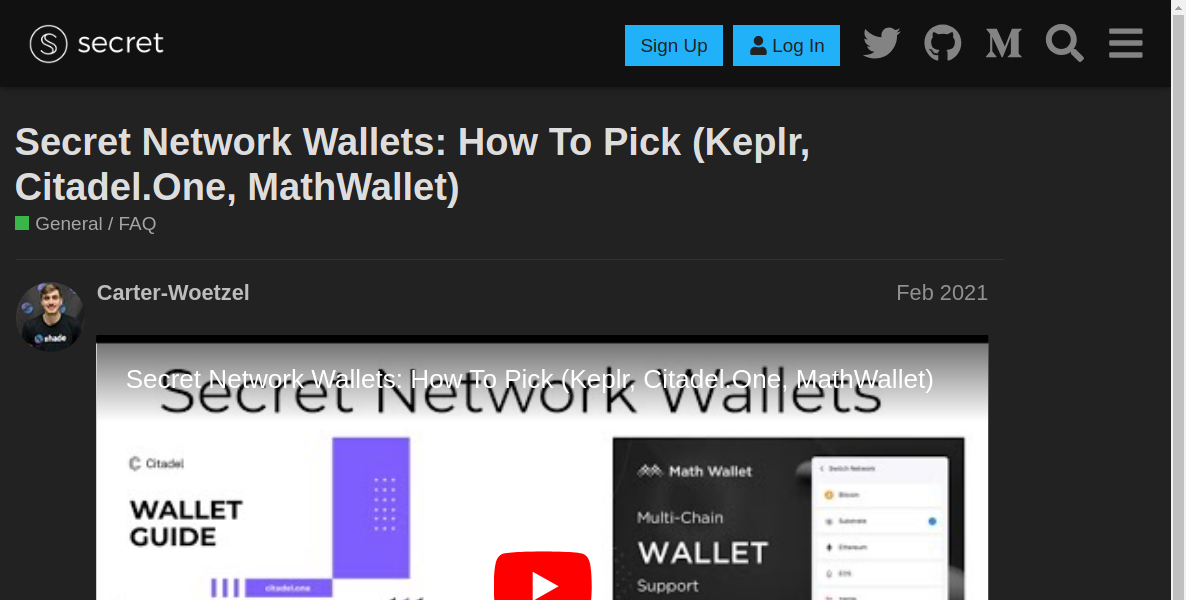 secret
Sign Up
Log In
Secret Network Wallets: How To Pick (Keplr,
Citadel.One, MathWallet)
General / FAQ
Carter-Woetzel
Feb 2021
shade
Secret Network Wallets: How To Pick (Keplr, Citadel.One, MathWallet)
Secret Network Wallets
Citadel
WALLET
GUIDE
citadel.one
Math Wallet
Multi-Chain
WALLET
Support
Switch Network
Bitcoin
Substrate
Ethereum
EOS